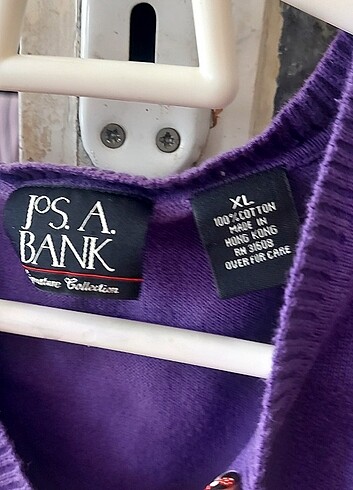 JOS. A.
BANK
Signature Collection
XL
100% COTTON
MADE IN
HONG KONG
RN 31608
OVER FOR CARE